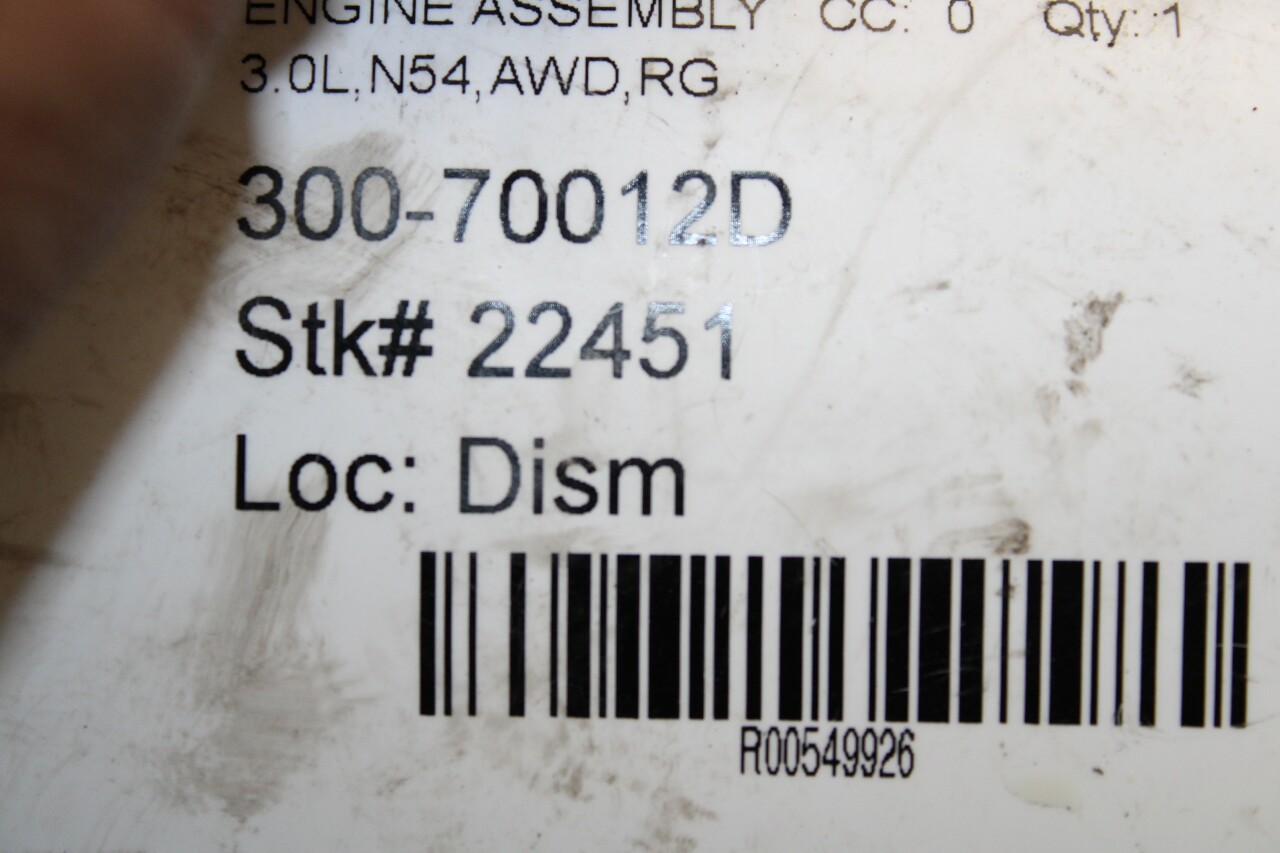 ENGINE ASSEMBLY CC: 0 Qty: 1
3.0L,N54,AWD,RG
300-70012D
Stk# 22451
Loc: Dism
R00549926